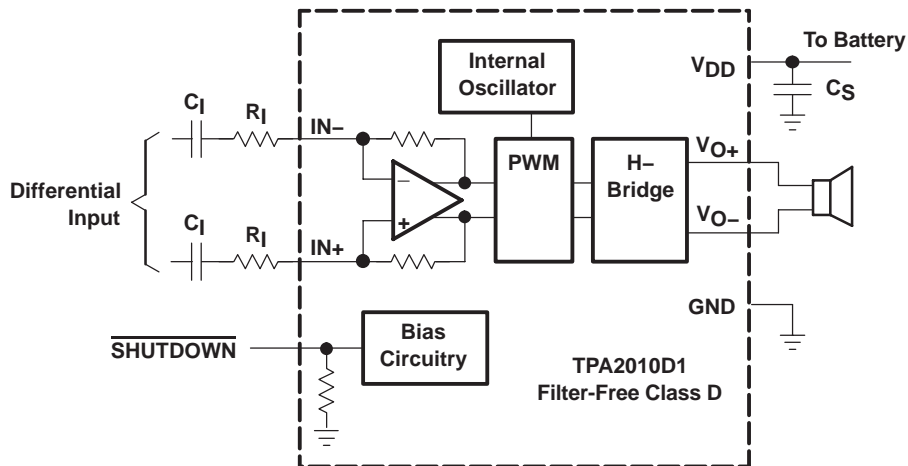 To Battery
Internal
Oscillator
VDD
CS
CI
RI
IN−
PWM
H−
Bridge
VO+
VO−
Differential
Input
CI
RI
IN+
−
+
GND
SHUTDOWN
Bias
Circuitry
TPA2010D1
Filter-Free Class D